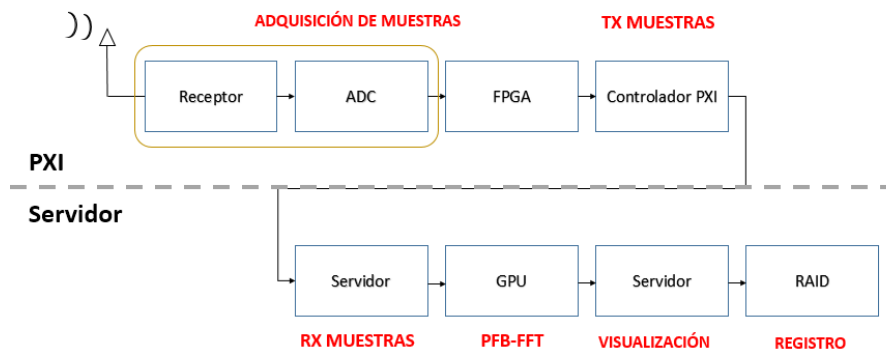 ADQUISICIÓN DE MUESTRAS
TX MUESTRAS
Receptor
ADC
FPGA
Controlador PXI
PXI
Servidor
Servidor
GPU
Servidor
RAID
RX MUESTRAS
PFB-FFT
VISUALIZACIÓN
REGISTRO